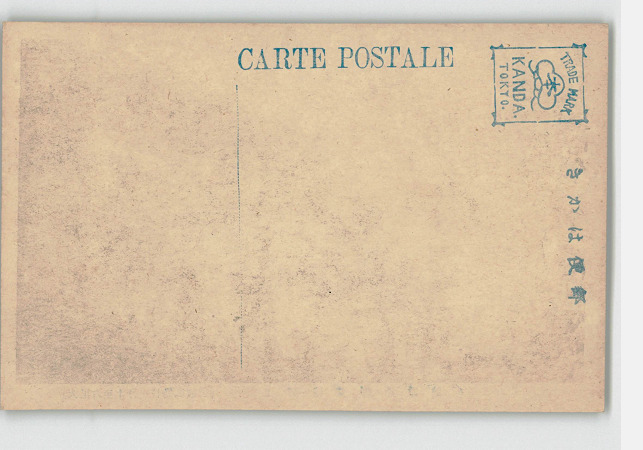 CARTE POSTALE
TRADE MARK
KANDA.
TOKYO.
きかは便郵